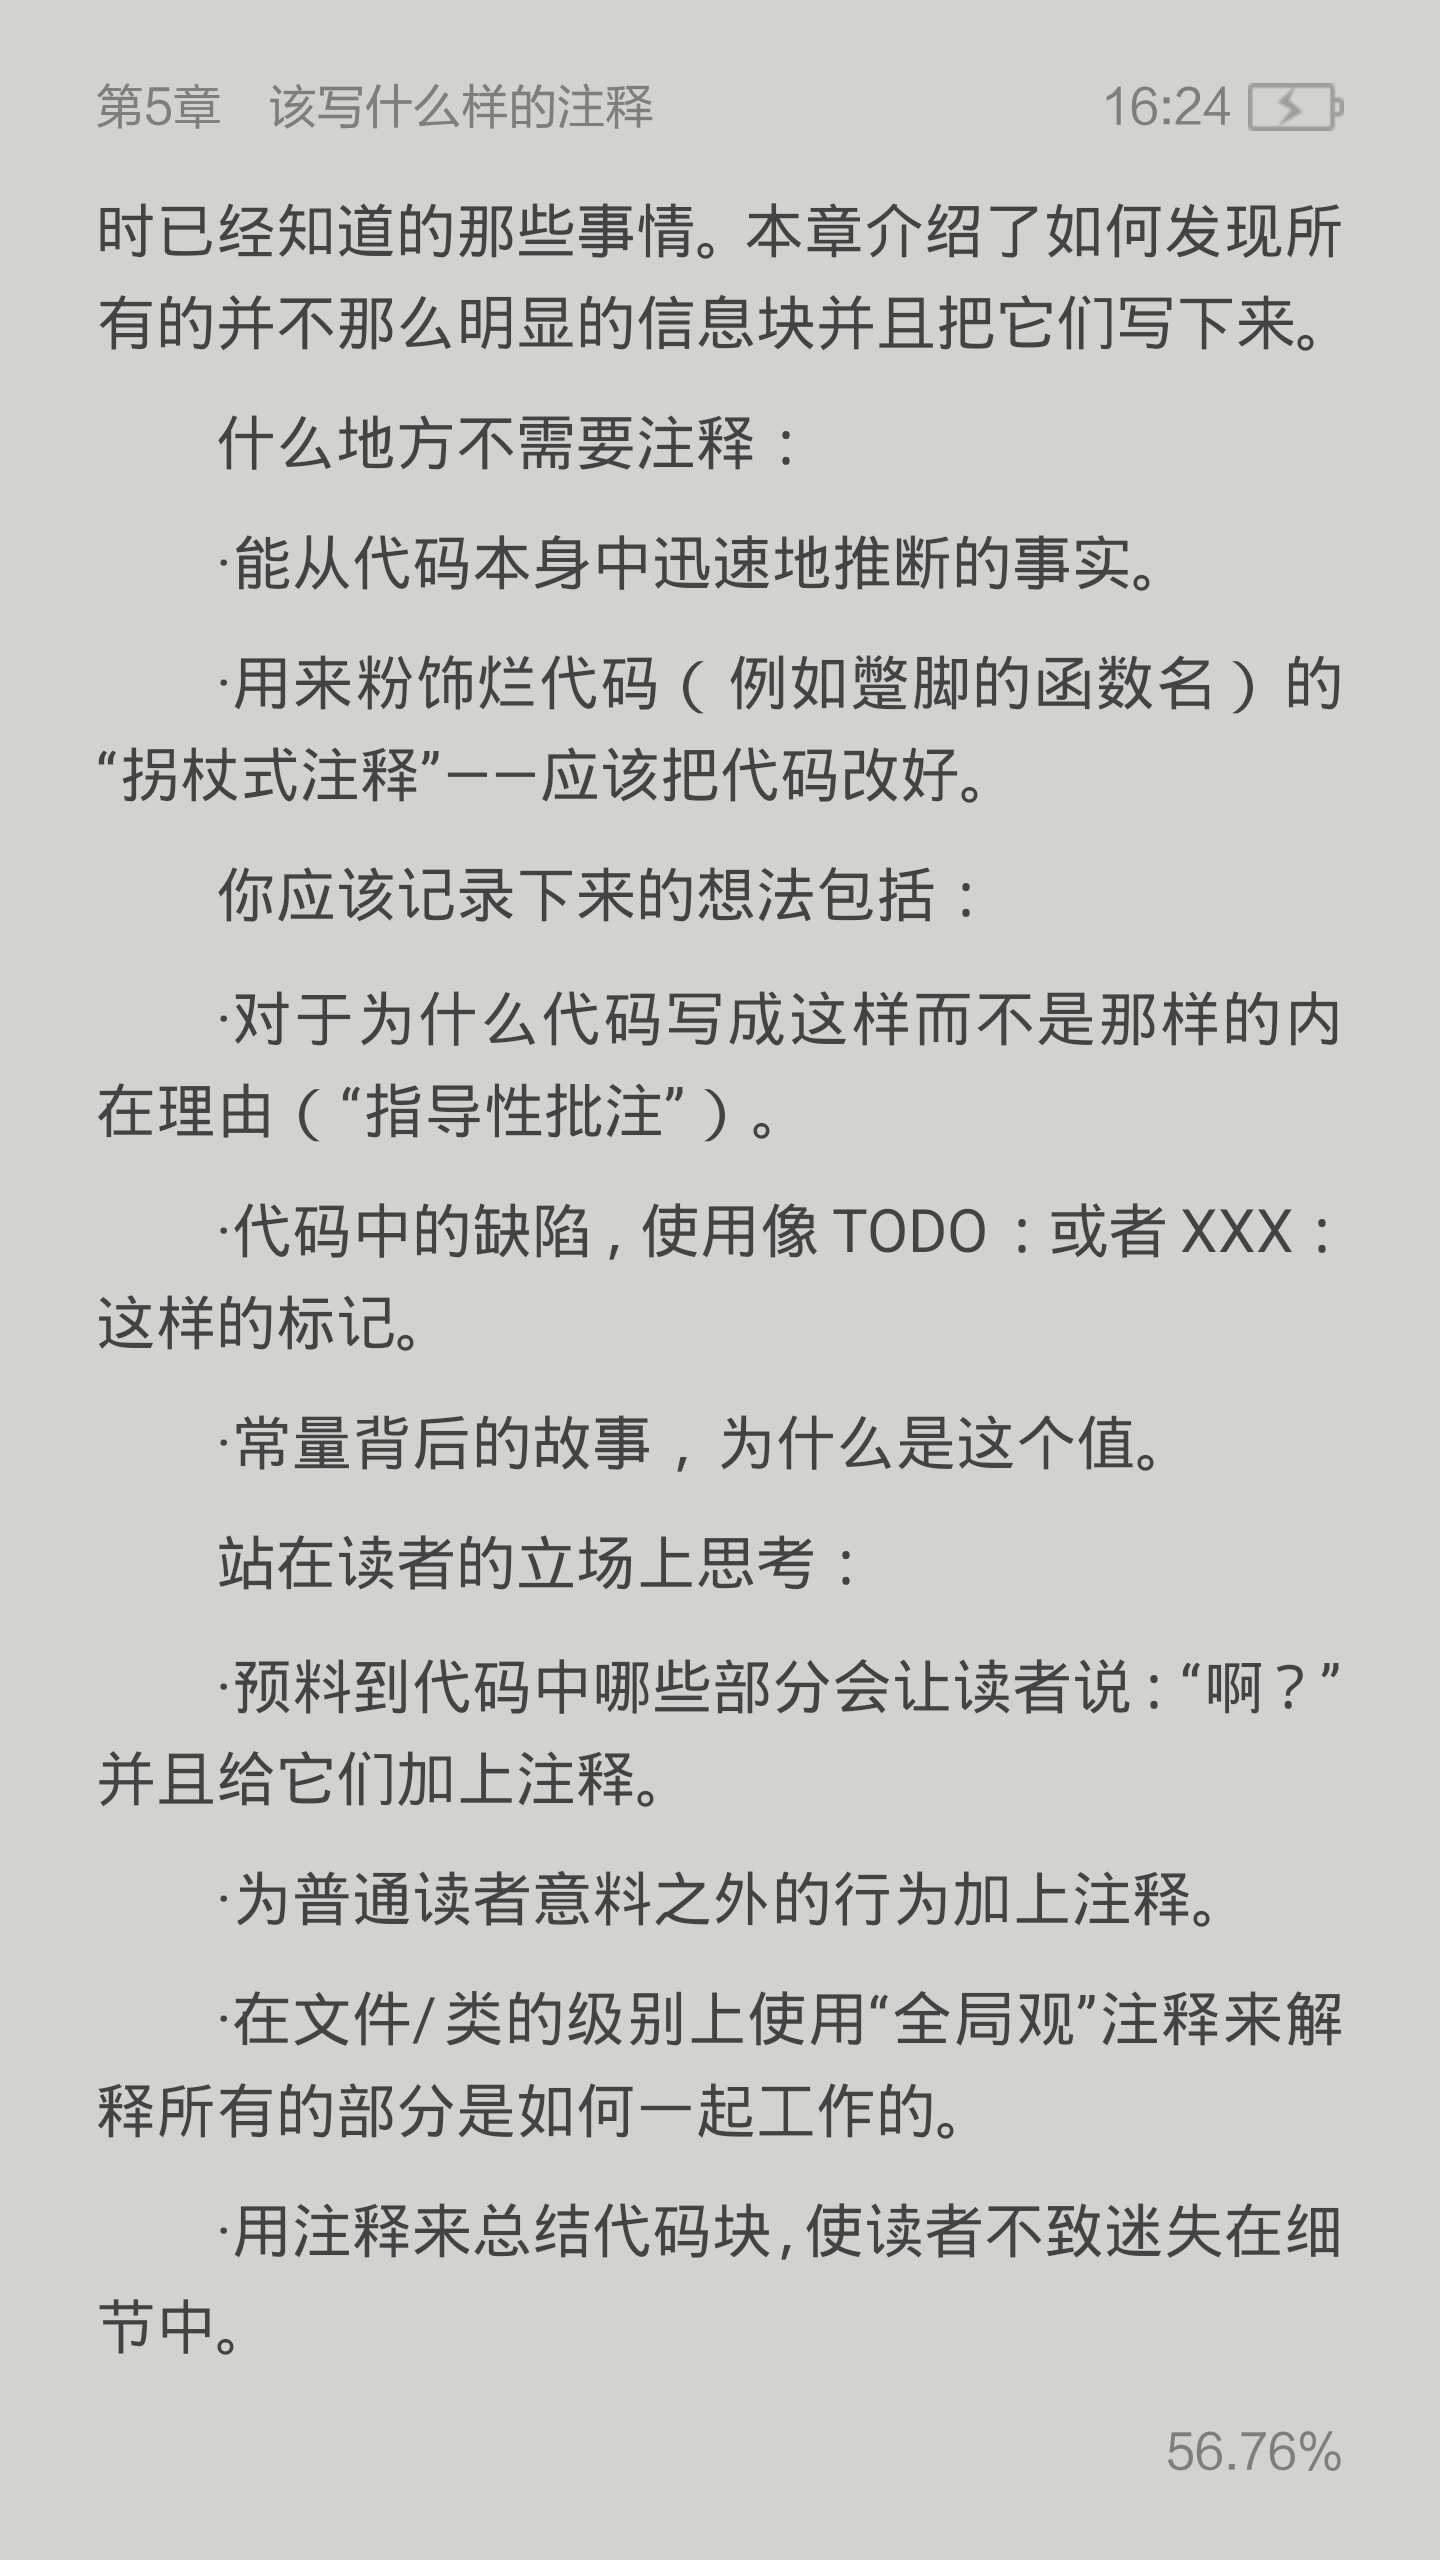 第5章　该写什么样的注释
16:24
时已经知道的那些事情。本章介绍了如何发现所
有的并不那么明显的信息块并且把它们写下来。
什么地方不需要注释：
·能从代码本身中迅速地推断的事实。
·用来粉饰烂代码（例如蹩脚的函数名）的
“拐杖式注释”——应该把代码改好。
你应该记录下来的想法包括：
·对于为什么代码写成这样而不是那样的内
在理由（“指导性批注”）。
·代码中的缺陷，使用像 TODO：或者 XXX：
这样的标记。
·常量背后的故事，为什么是这个值。
站在读者的立场上思考：
·预料到代码中哪些部分会让读者说：“啊？”
并且给它们加上注释。
·为普通读者意料之外的行为加上注释。
·在文件/ 类的级别上使用“全局观”注释来解
释所有的部分是如何一起工作的。
·用注释来总结代码块，使读者不致迷失在细
节中。
56.76%